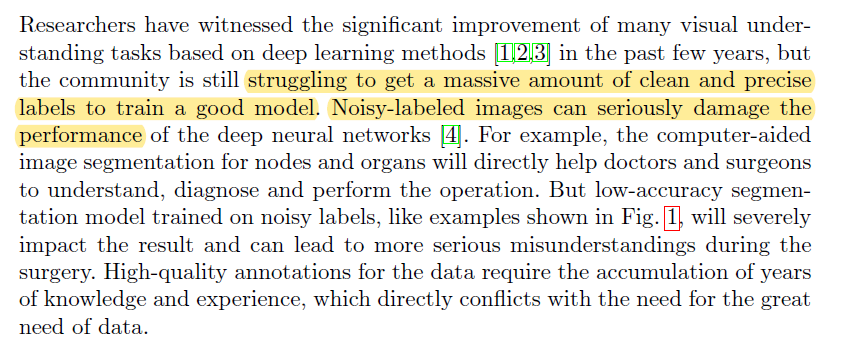 Researchers have witnessed the significant improvement of many visual under-
standing tasks based on deep learning methods [1,2,3] in the past few years, but
the community is still struggling to get a massive amount of clean and precise
labels to train a good model. Noisy-labeled images can seriously damage the
performance of the deep neural networks [4]. For example, the computer-aided
image segmentation for nodes and organs will directly help doctors and surgeons
to understand, diagnose and perform the operation. But low-accuracy segmen-
tation model trained on noisy labels, like examples shown in Fig. 1, will severely
impact the result and can lead to more serious misunderstandings during the
surgery. High-quality annotations for the data require the accumulation of years
of knowledge and experience, which directly conflicts with the need for the great
need of data.